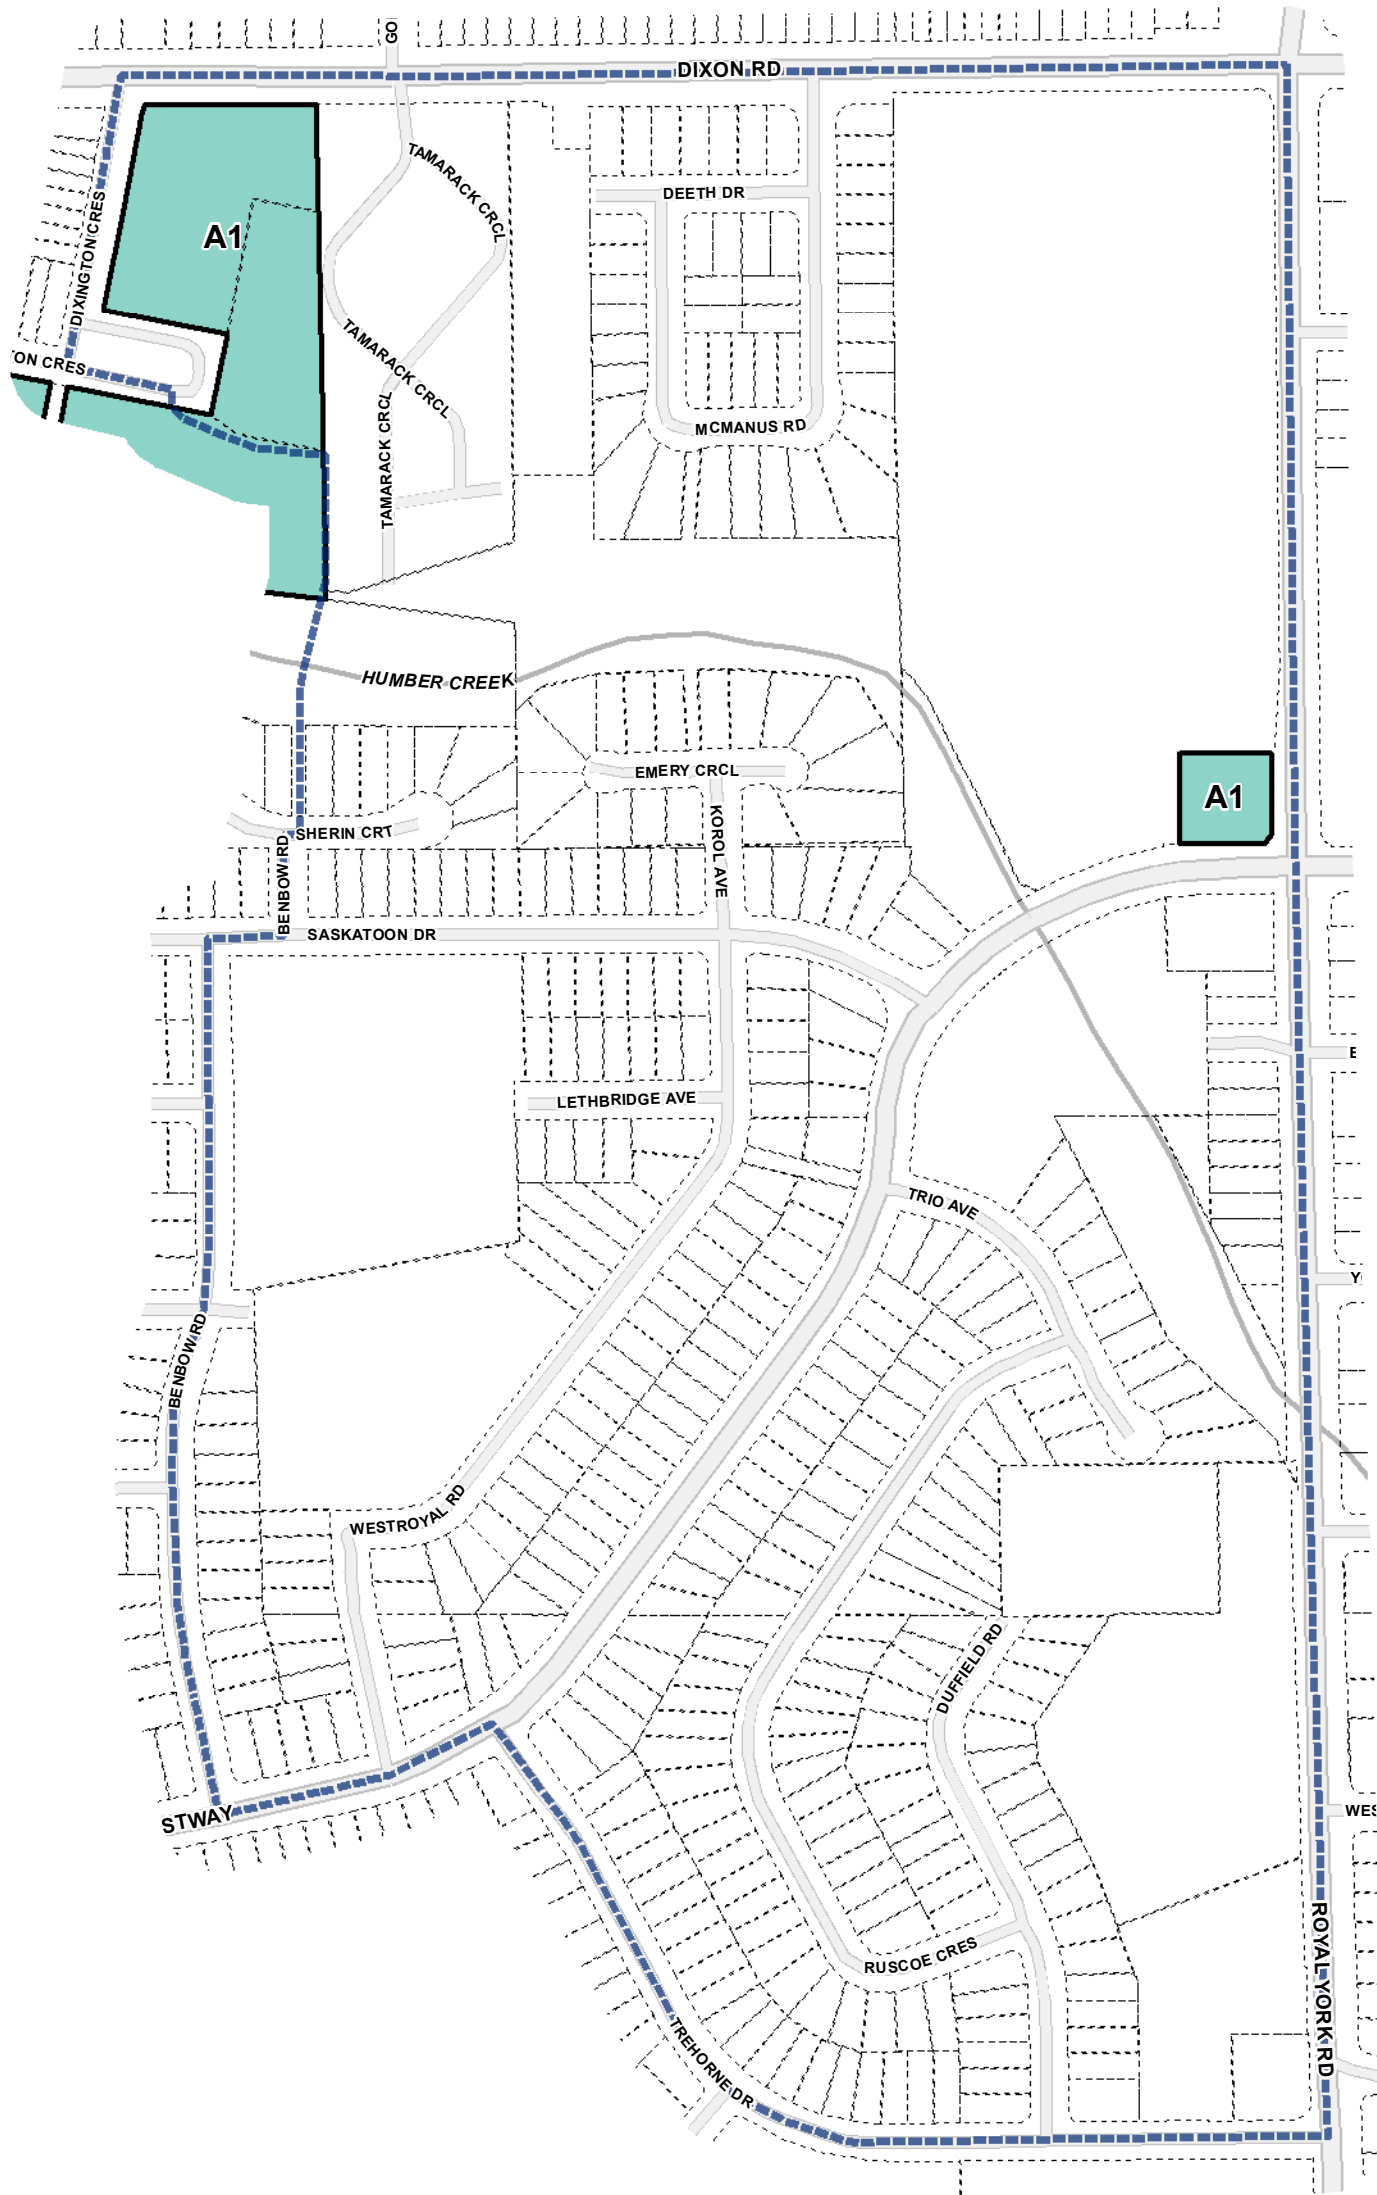 GO
DIXON RD
TAMARACK CRCL
DEETH DR
A1
DIXINGTON CRES
TAMARACK CRCL
ON CRES
TAMARACK CRCL
MCMANUS RD
HUMBER CREEK
EMERY CRCL
A1
KOROL AVE
SHERIN CRT
BENBOW RD
SASKATOON DR
E
LETHBRIDGE AVE
TRIO AVE
Y
BENBOW RD
WESTROYAL RD
DUFFIELD RD
STWAY
WES
ROYAL YORK RD
RUSCOE CRES
TREHORNE DR